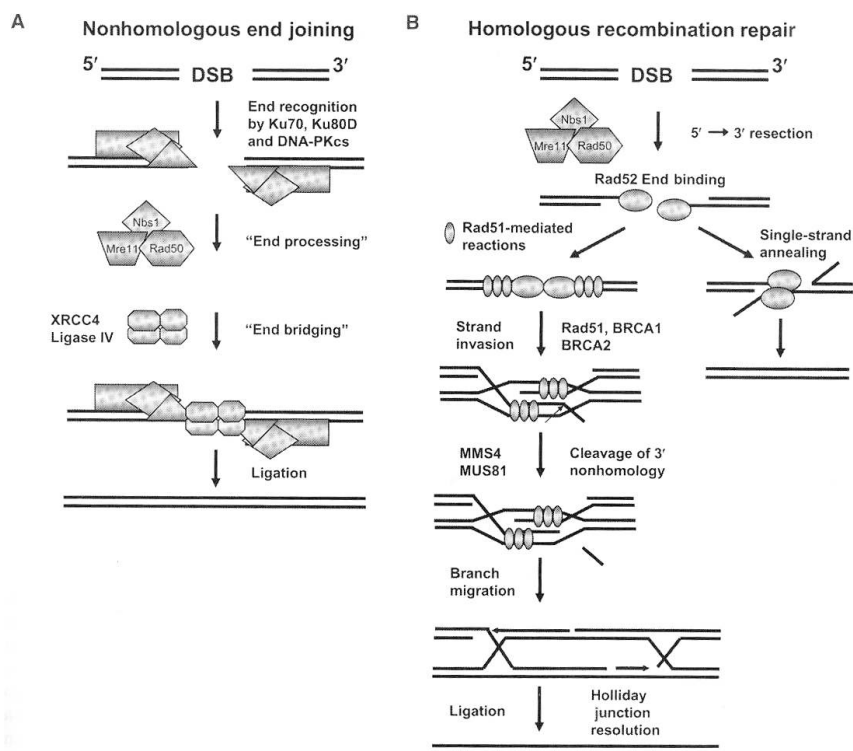 A
Nonhomologous end joining
5′ DSB 3′
End recognition
by Ku70, Ku80D
and DNA-PKcs
Nbs1
Mre11 Rad50
“End processing”
XRCC4
Ligase IV
“End bridging”
Ligation
B
Homologous recombination repair
5′ DSB 3′
Nbs1
Mre11 Rad50
5′ → 3′ resection
Rad52 End binding
Rad51-mediated
reactions
Single-strand
annealing
Strand
invasion
Rad51, BRCA1
BRCA2
MMS4
MUS81
Cleavage of 3′
nonhomology
Branch
migration
Ligation
Holliday
junction
resolution